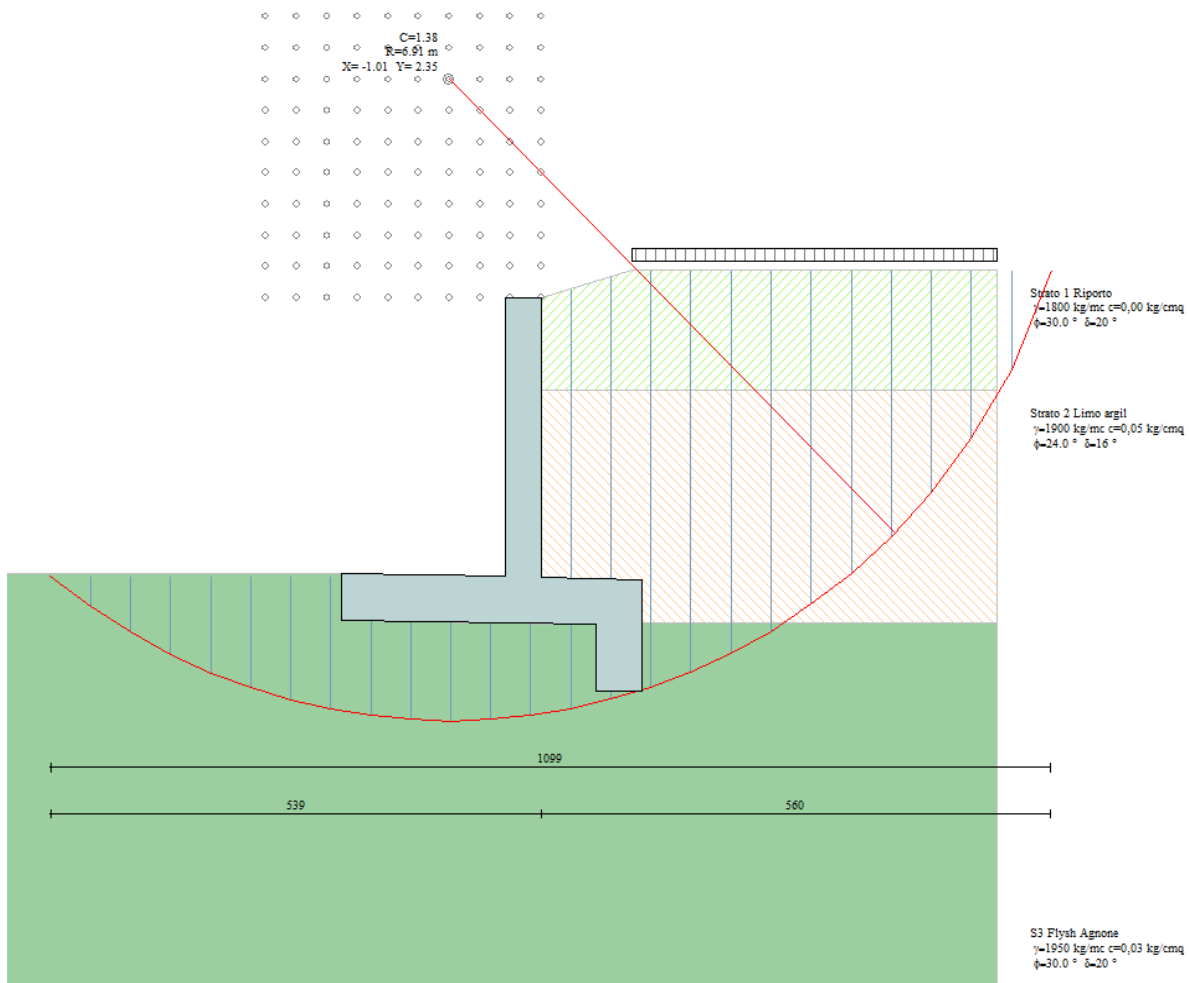 C=1.38
R=6.91 m
X= -1.01 Y= 2.35
Strato 1 Riporto
γ=1800 kg/mc c=0,00 kg/cmq
ϕ=30.0 ° δ=20 °
Strato 2 Limo argil
γ=1900 kg/mc c=0,05 kg/cmq
ϕ=24.0 ° δ=16 °
1099
539
560
S3 Flysh Agnone
γ=1950 kg/mc c=0,03 kg/cmq
ϕ=30.0 ° δ=20 °